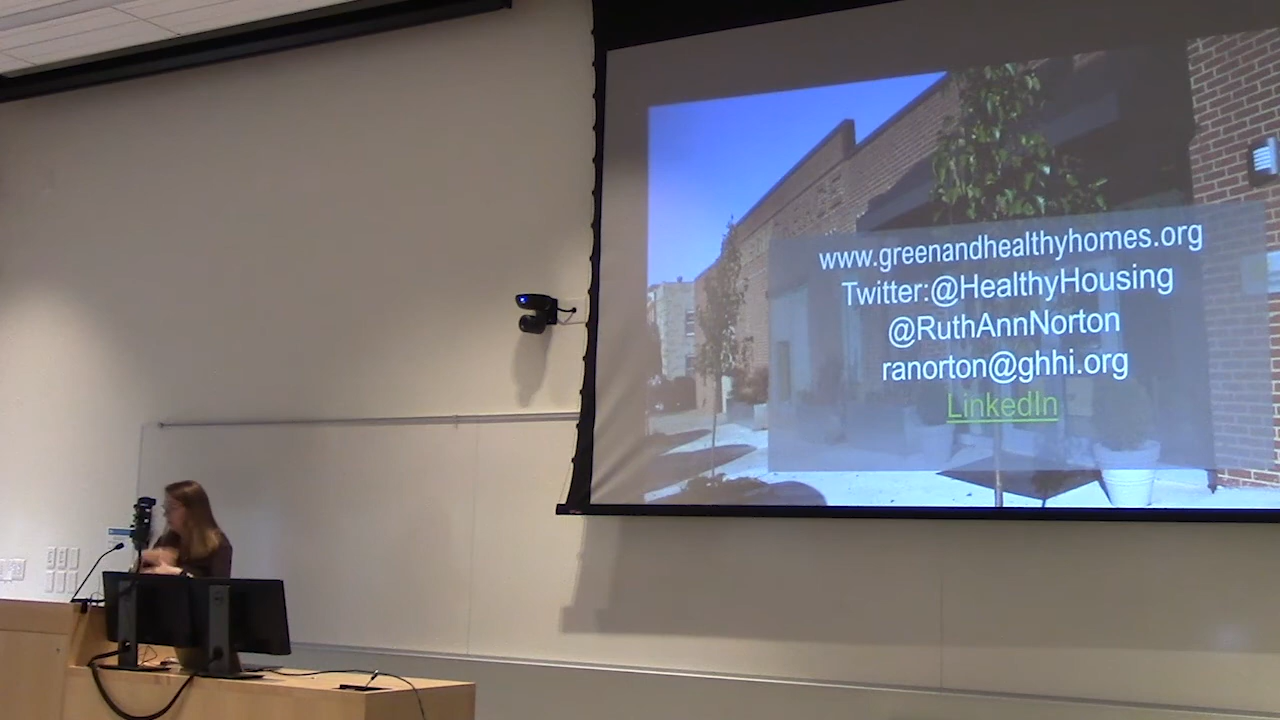 www.greenandhealthyhomes.org
Twitter:@HealthyHousing
@RuthAnnNorton
ranorton@ghhi.org
LinkedIn